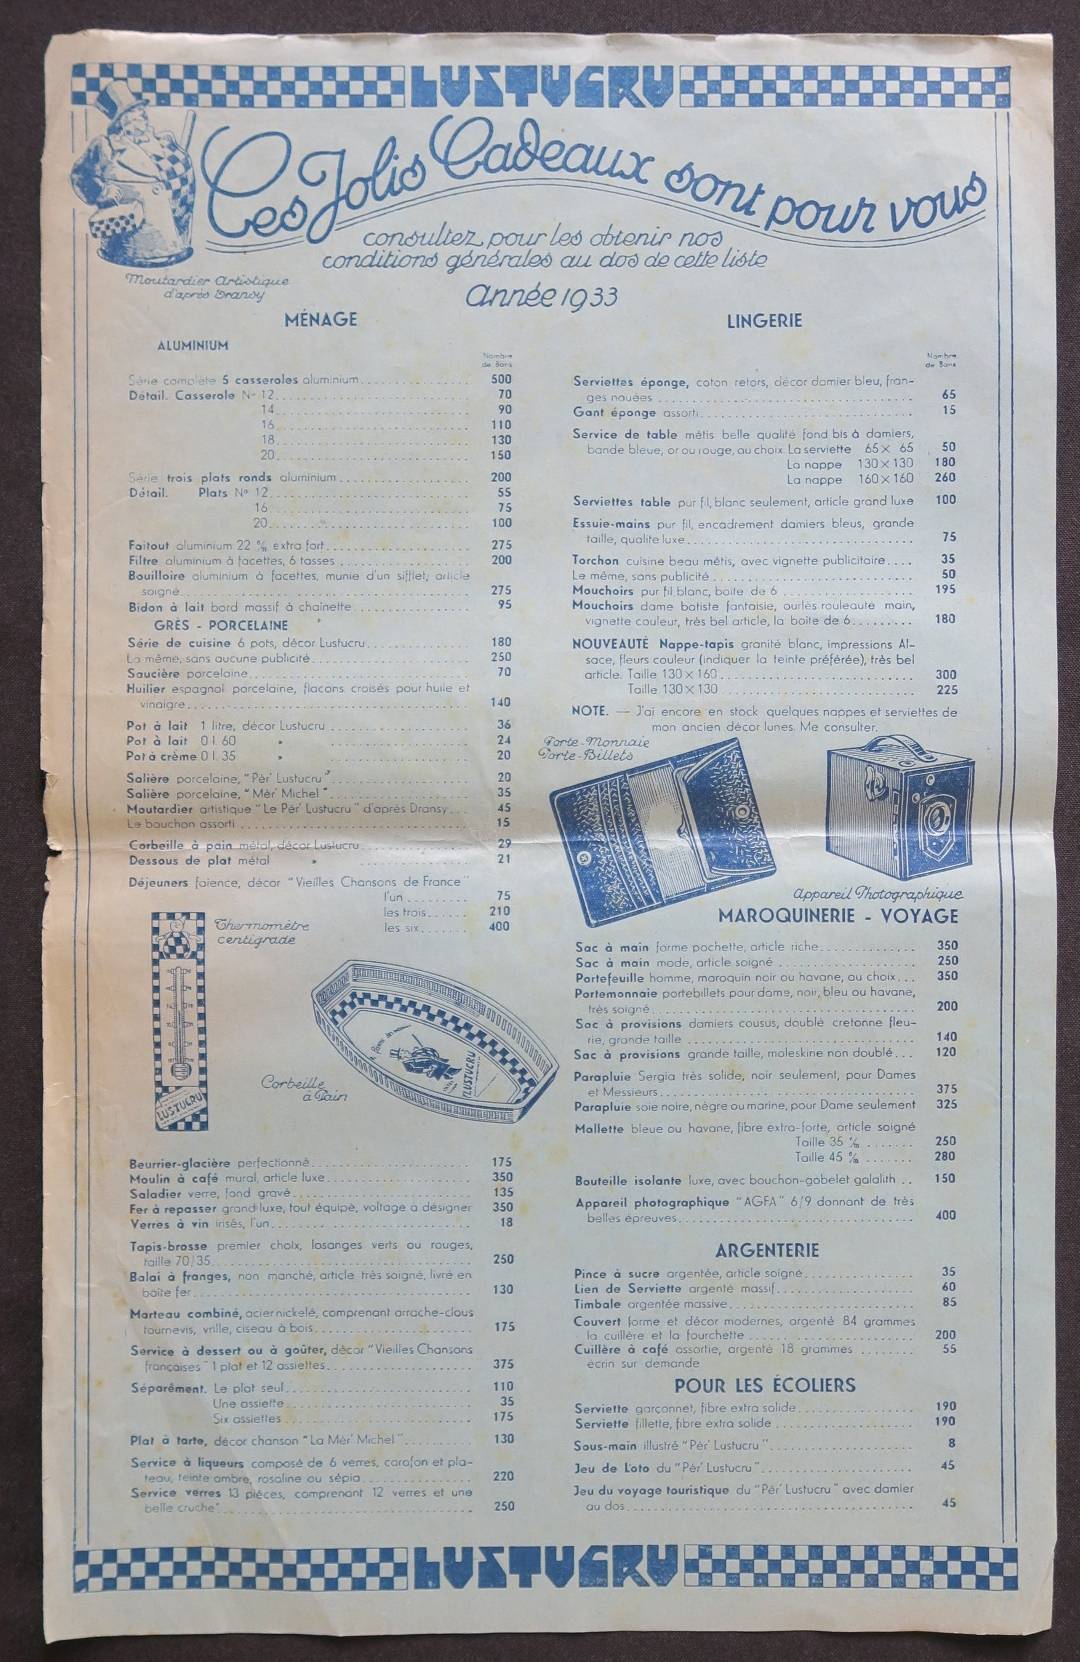 LUSTUCRU
Ces Jolis Cadeaux sont pour vous
consultez, pour les obtenir nos
conditions générales au dos de cette liste
Année 1933
Moutardier Artistique
d'après Dransy
MÉNAGE
ALUMINIUM
Nombre
de Bons
Série complète 5 casseroles aluminium 500
Détail. Casserole N° 12 70
14 90
16 110
18 130
20 150
Série trois plats ronds aluminium 200
Détail. Plats N° 12 55
16 75
20 100
Faitout aluminium 22 c/m extra fort 275
Filtre aluminium à facettes, 6 tasses 200
Bouilloire aluminium à facettes, munie d'un sifflet, article
soigné 275
Bidon à lait bord massif à chaînette 95
GRÈS - PORCELAINE
Série de cuisine 6 pots, décor Lustucru 180
La même, sans aucune publicité 250
Saucière porcelaine 70
Huilier espagnol porcelaine, flacons croisés pour huile et
vinaigre 140
Pot à lait 1 litre, décor Lustucru 36
Pot à lait 0 l. 60 " 24
Pot à crème 0 l. 35 " 20
Salière porcelaine, "Pèr' Lustucru" 20
Salière porcelaine, "Mèr' Michel" 35
Moutardier artistique "Le Pèr' Lustucru" d'après Dransy 45
Le bouchon assorti 15
Corbeille à pain métal, décor Lustucru 29
Dessous de plat métal " 21
Déjeuners faïence, décor "Vieilles Chansons de France"
l'un 75
les trois 210
les six 400
Thermomètre
centigrade
LUSTUCRU
LUSTUCRU
Corbeille
à Pain
Beurrier-glacière perfectionné 175
Moulin à café mural, article luxe 350
Saladier verre, fond gravé 135
Fer à repasser grand luxe, tout équipé, voltage à désigner 350
Verres à vin irisés, l'un 18
Tapis-brosse premier choix, losanges verts ou rouges,
taille 70/35 250
Balai à franges, non manché, article très soigné, livré en
boîte fer 130
Marteau combiné, acier nickelé, comprenant arrache-clous
tournevis, vrille, ciseau à bois 175
Service à dessert ou à goûter, décor "Vieilles Chansons
françaises" 1 plat et 12 assiettes 375
Séparément. Le plat seul 110
Une assiette 35
Six assiettes 175
Plat à tarte, décor chanson "La Mèr' Michel" 130
Service à liqueurs composé de 6 verres, carafon et pla-
teau, teinte ambre, rosaline ou sépia 220
Service verres 13 pièces, comprenant 12 verres et une
belle cruche 250
LINGERIE
Nombre
de Bons
Serviettes éponge, coton retors, décor damier bleu, fran-
ges nouées 65
Gant éponge assorti 15
Service de table métis belle qualité fond bis à damiers,
bande bleue, or ou rouge, au choix. La serviette 65 × 65 50
La nappe 130 × 130 180
La nappe 160 × 160 260
Serviettes table pur fil, blanc seulement, article grand luxe 100
Essuie-mains pur fil, encadrement damiers bleus, grande
taille, qualité luxe 75
Torchon cuisine beau métis, avec vignette publicitaire 35
Le même, sans publicité 50
Mouchoirs pur fil blanc, boîte de 6 195
Mouchoirs dame batiste fantaisie, ourlés rouleauté main,
vignette couleur, très bel article, la boîte de 6 180
NOUVEAUTÉ Nappe-tapis granité blanc, impressions Al-
sace, fleurs couleur (indiquer la teinte préférée), très bel
article. Taille 130 × 160 300
Taille 130 × 130 225
NOTE. — J'ai encore en stock quelques nappes et serviettes de
mon ancien décor lunes. Me consulter.
Porte-Monnaie
Porte-Billets
Appareil Photographique
MAROQUINERIE - VOYAGE
Sac à main forme pochette, article riche 350
Sac à main mode, article soigné 250
Portefeuille homme, maroquin noir ou havane, au choix 350
Portemonnaie portebillets pour dame, noir, bleu ou havane,
très soigné 200
Sac à provisions damiers cousus, doublé cretonne fleu-
rie, grande taille 140
Sac à provisions grande taille, moleskine non doublé 120
Parapluie Sergia très solide, noir seulement, pour Dames
et Messieurs 375
Parapluie soie noire, nègre ou marine, pour Dame seulement 325
Mallette bleue ou havane, fibre extra-forte, article soigné
Taille 35 c/m 250
Taille 45 c/m 280
Bouteille isolante luxe, avec bouchon-gobelet galalith 150
Appareil photographique "AGFA" 6/9 donnant de très
belles épreuves 400
ARGENTERIE
Pince à sucre argentée, article soigné 35
Lien de Serviette argenté massif 60
Timbale argentée massive 85
Couvert forme et décor modernes, argenté 84 grammes
la cuillère et la fourchette 200
Cuillère à café assortie, argenté 18 grammes 55
écrin sur demande
POUR LES ÉCOLIERS
Serviette garçonnet, fibre extra solide 190
Serviette fillette, fibre extra solide 190
Sous-main illustré "Pèr' Lustucru" 8
Jeu de Loto du "Pèr' Lustucru" 45
Jeu du voyage touristique du "Pèr' Lustucru" avec damier
au dos 45
LUSTUCRU